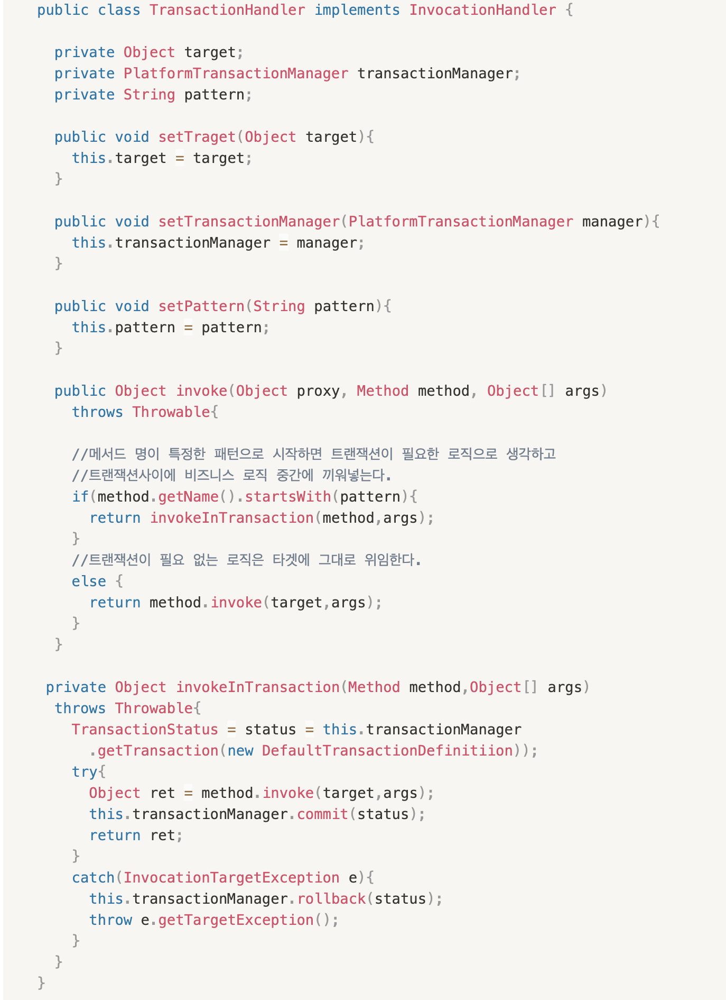 public class TransactionHandler implements InvocationHandler {
private Object target;
private PlatformTransactionManager transactionManager;
private String pattern;
public void setTraget(Object target){
this.target = target;
}
public void setTransactionManager(PlatformTransactionManager manager){
this.transactionManager = manager;
}
public void setPattern(String pattern){
this.pattern = pattern;
}
public Object invoke(Object proxy, Method method, Object[] args)
throws Throwable{
//메서드 명이 특정한 패턴으로 시작하면 트랜잭션이 필요한 로직으로 생각하고
//트랜잭션사이에 비즈니스 로직 중간에 끼워넣는다.
if(method.getName().startsWith(pattern){
return invokeInTransaction(method,args);
}
//트랜잭션이 필요 없는 로직은 타겟에 그대로 위임한다.
else {
return method.invoke(target,args);
}
}
private Object invokeInTransaction(Method method,Object[] args)
throws Throwable{
TransactionStatus = status = this.transactionManager
.getTransaction(new DefaultTransactionDefinitiion));
try{
Object ret = method.invoke(target,args);
this.transactionManager.commit(status);
return ret;
}
catch(InvocationTargetException e){
this.transactionManager.rollback(status);
throw e.getTargetException();
}
}
}